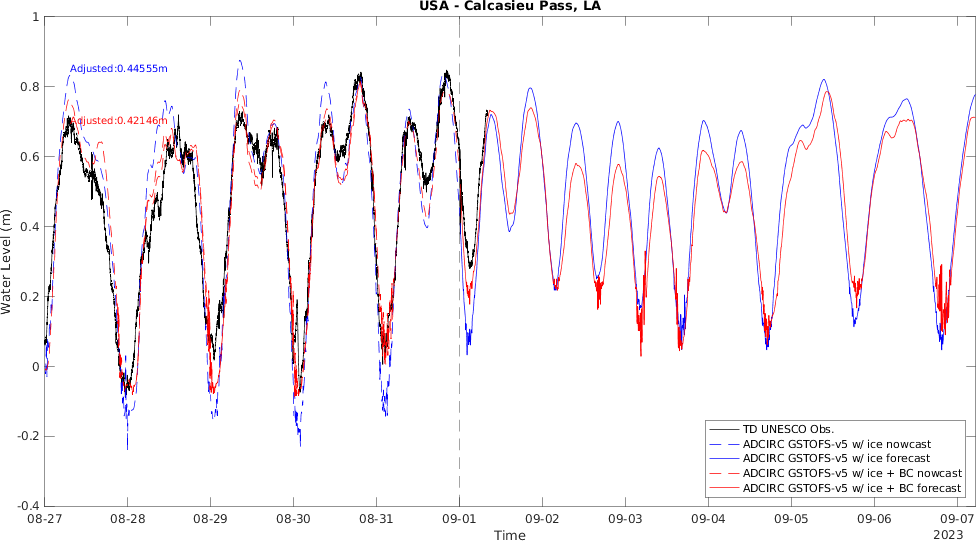 USA - Calcasieu Pass, LA
1
0.8
0.6
0.4
0.2
0
-0.2
-0.4
Water Level (m)
Adjusted:0.44555m
Adjusted:0.42146m
TD UNESCO Obs.
ADCIRC GSTOFS-v5 w/ ice nowcast
ADCIRC GSTOFS-v5 w/ ice forecast
ADCIRC GSTOFS-v5 w/ ice + BC nowcast
ADCIRC GSTOFS-v5 w/ ice + BC forecast
08-27 08-28 08-29 08-30 08-31 09-01 09-02 09-03 09-04 09-05 09-06 09-07
Time
2023